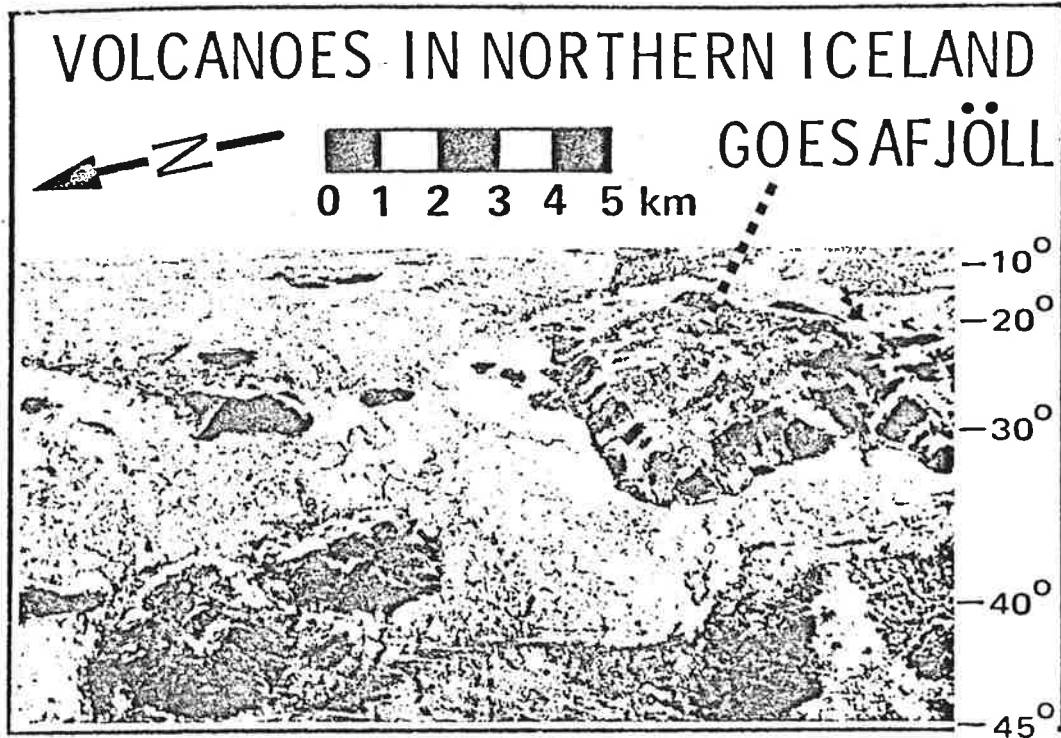 VOLCANOES IN NORTHERN ICELAND
N
GOESAFJÖLL
0 1 2 3 4 5 km
10°
20°
30°
40°
45°